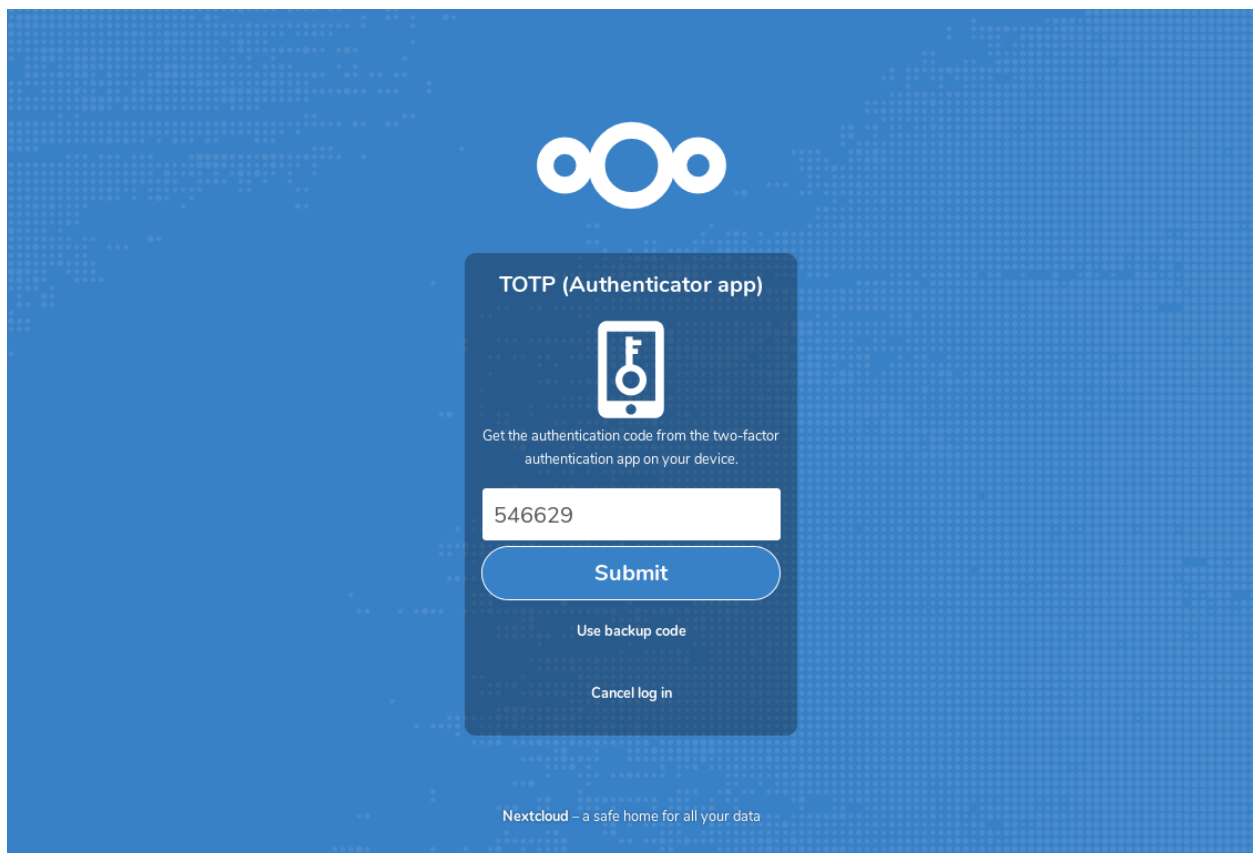 TOTP (Authenticator app)
Get the authentication code from the two-factor
authentication app on your device.
546629
Submit
Use backup code
Cancel log in
Nextcloud – a safe home for all your data